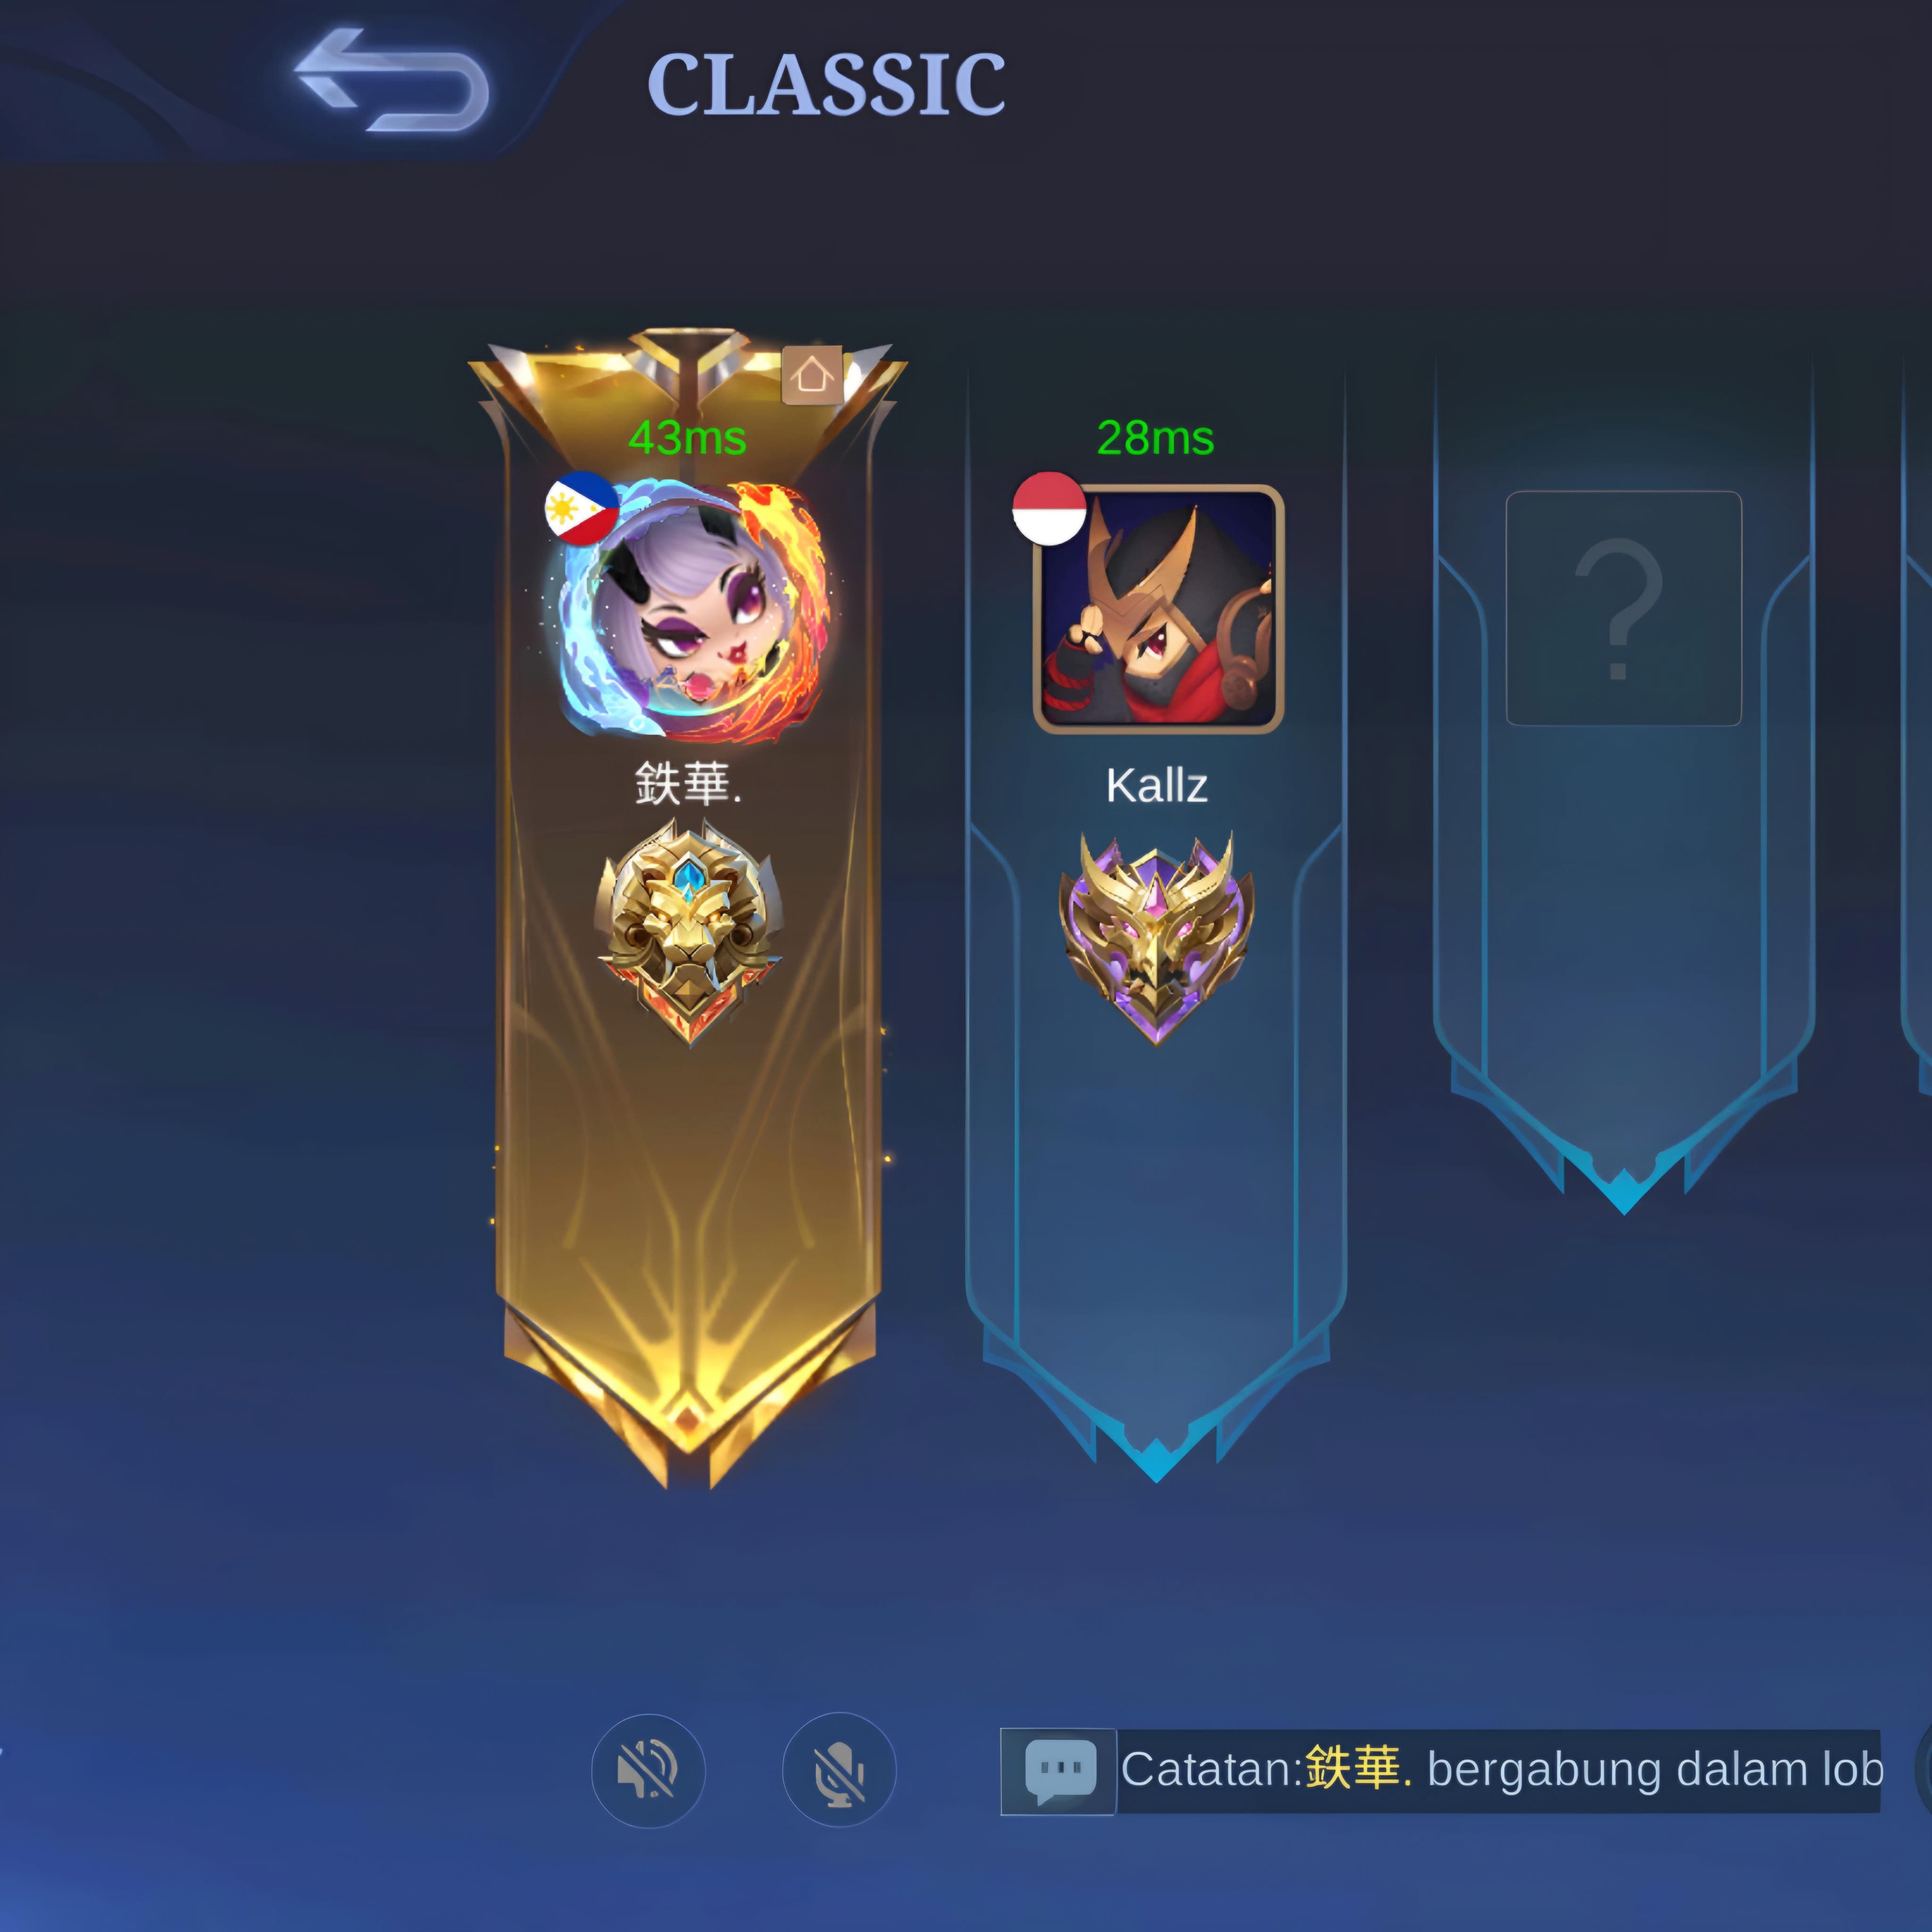 CLASSIC
43ms
28ms
鉄華.
Kallz
?
Catatan:鉄華. bergabung dalam lob